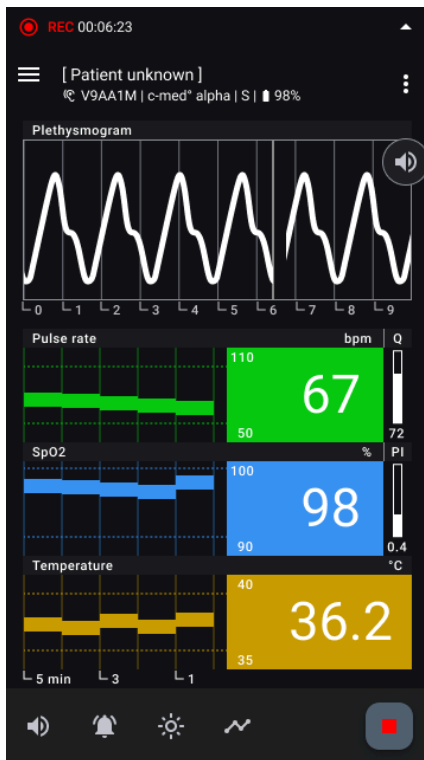 REC 00:06:23
[ Patient unknown ]
V9AA1M | c-med° alpha | S | 98%
Plethysmogram
0 1 2 3 4 5 6 7 8 9
Pulse rate bpm Q
110
67
50
72
SpO2 % PI
100
98
90
0.4
Temperature °C
40
36.2
35
5 min 3 1